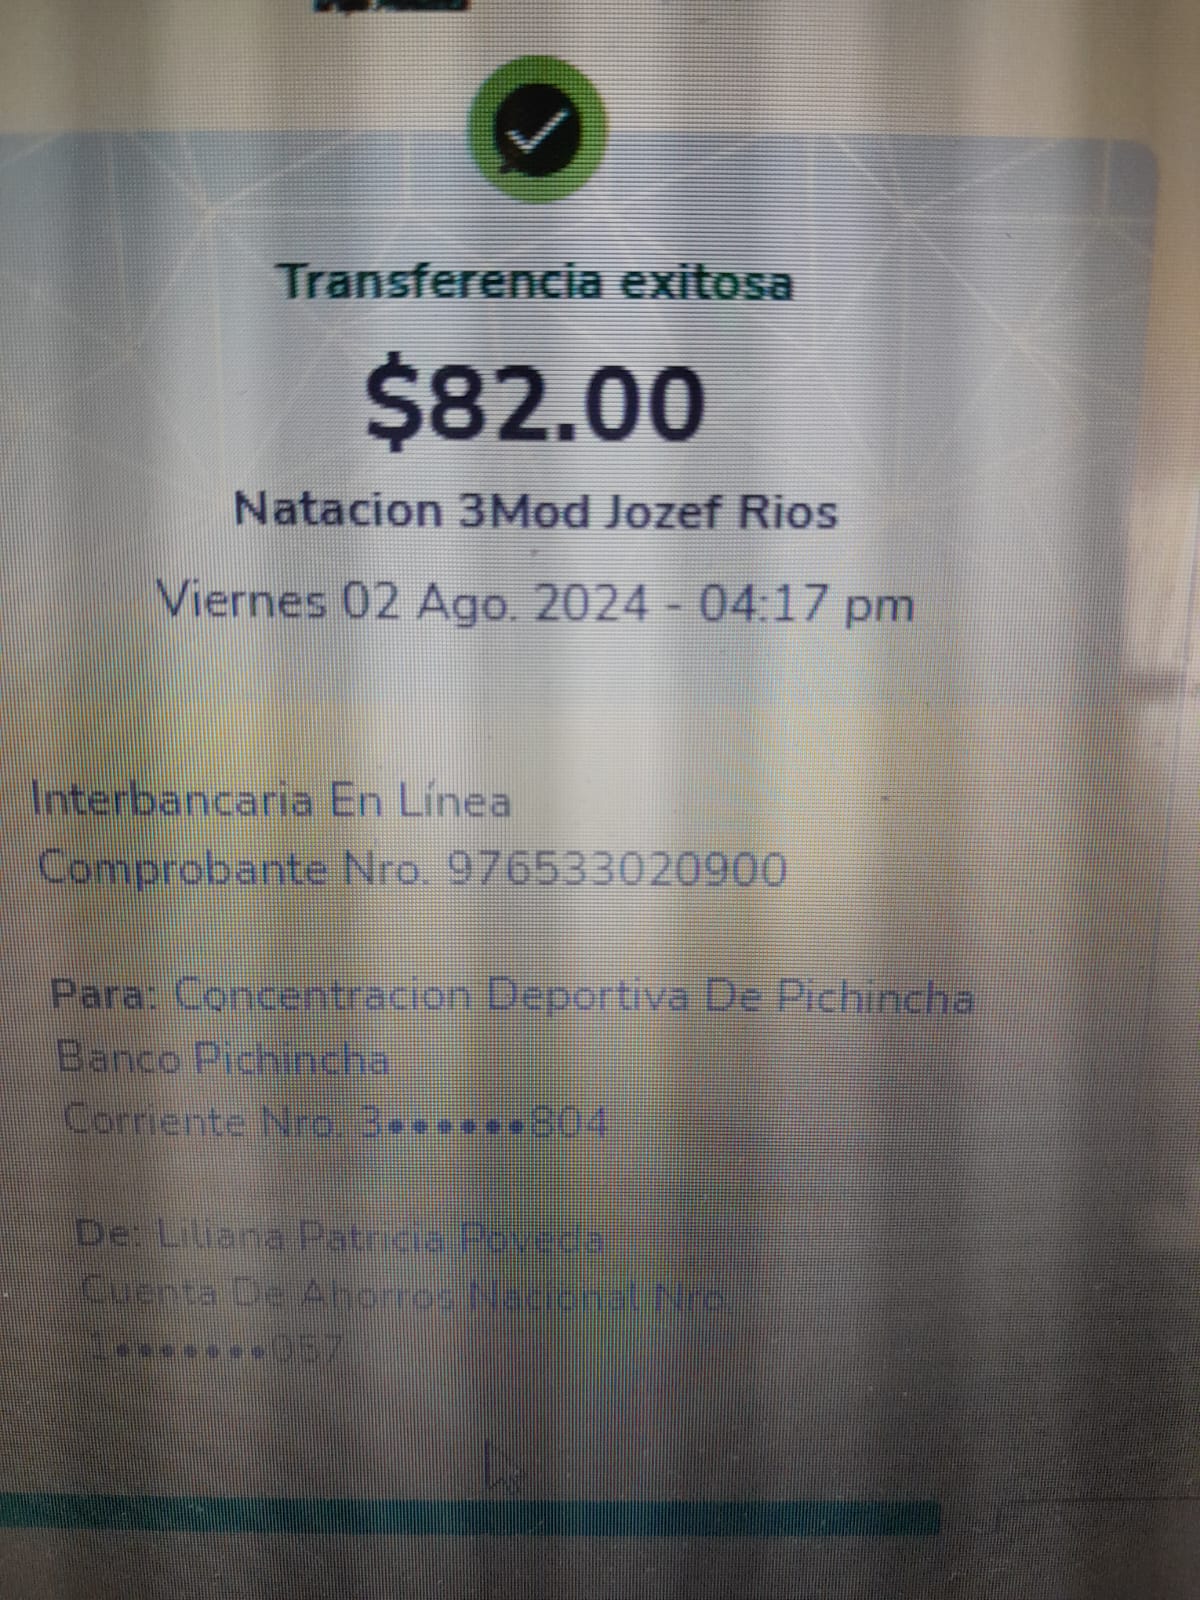 Transferencia exitosa
$82.00
Natacion 3Mod Jozef Rios
Viernes 02 Ago. 2024 - 04:17 pm
Interbancaria En Línea
Comprobante Nro. 976533020900
Para: Concentracion Deportiva De Pichincha
Banco Pichincha
Corriente Nro. 3••••••804
De: Liliana Patricia Poveda
Cuenta De Ahorros Nacional Nro.
1•••••••057